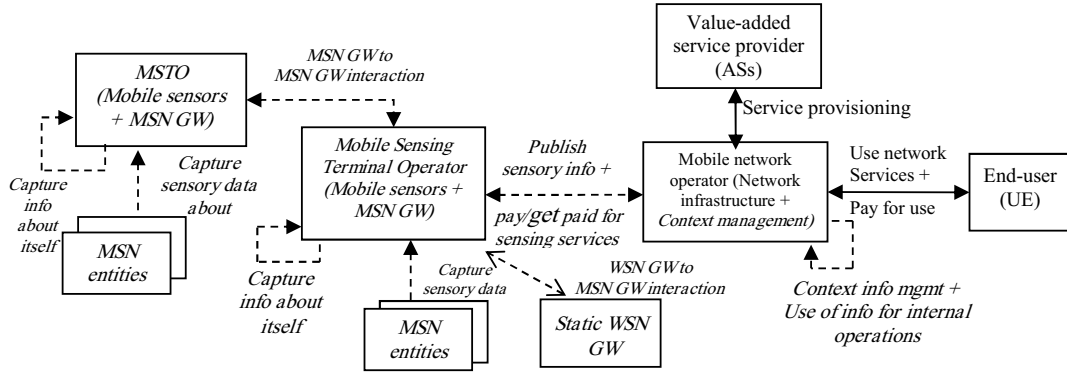 MSTO
(Mobile sensors
+ MSN GW)
Capture
info
about
itself
Capture
sensory data
about
MSN
entities
MSN GW to
MSN GW interaction
Mobile Sensing
Terminal Operator
(Mobile sensors +
MSN GW)
Capture
info about
itself
Capture
sensory data
MSN
entities
Publish
sensory info +
pay/get paid for
sensing services
WSN GW to
MSN GW interaction
Static WSN
GW
Value-added
service provider
(ASs)
Service provisioning
Mobile network
operator (Network
infrastructure +
Context management)
Context info mgmt +
Use of info for internal
operations
Use network
Services +
Pay for use
End-user
(UE)